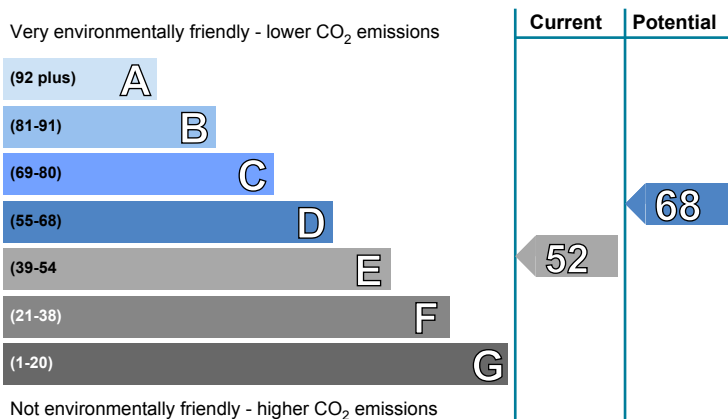 Very environmentally friendly - lower CO2 emissions
Current
Potential
(92 plus) A
(81-91) B
(69-80) C
(55-68) D
68
(39-54 E
52
(21-38) F
(1-20) G
Not environmentally friendly - higher CO2 emissions